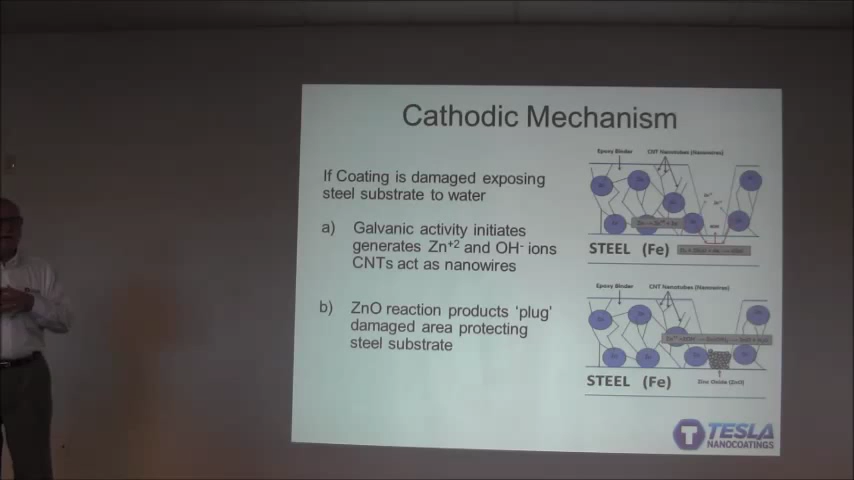 Cathodic Mechanism
If Coating is damaged exposing
steel substrate to water
a) Galvanic activity initiates
generates Zn+2 and OH- ions
CNTs act as nanowires
b) ZnO reaction products 'plug'
damaged area protecting
steel substrate
Epoxy Binder CNT Nanotubes (Nanowires)
STEEL (Fe)
Epoxy Binder CNT Nanotubes (Nanowires)
STEEL (Fe)
Zinc Oxide (ZnO)
T TESLA
NANOCOATINGS